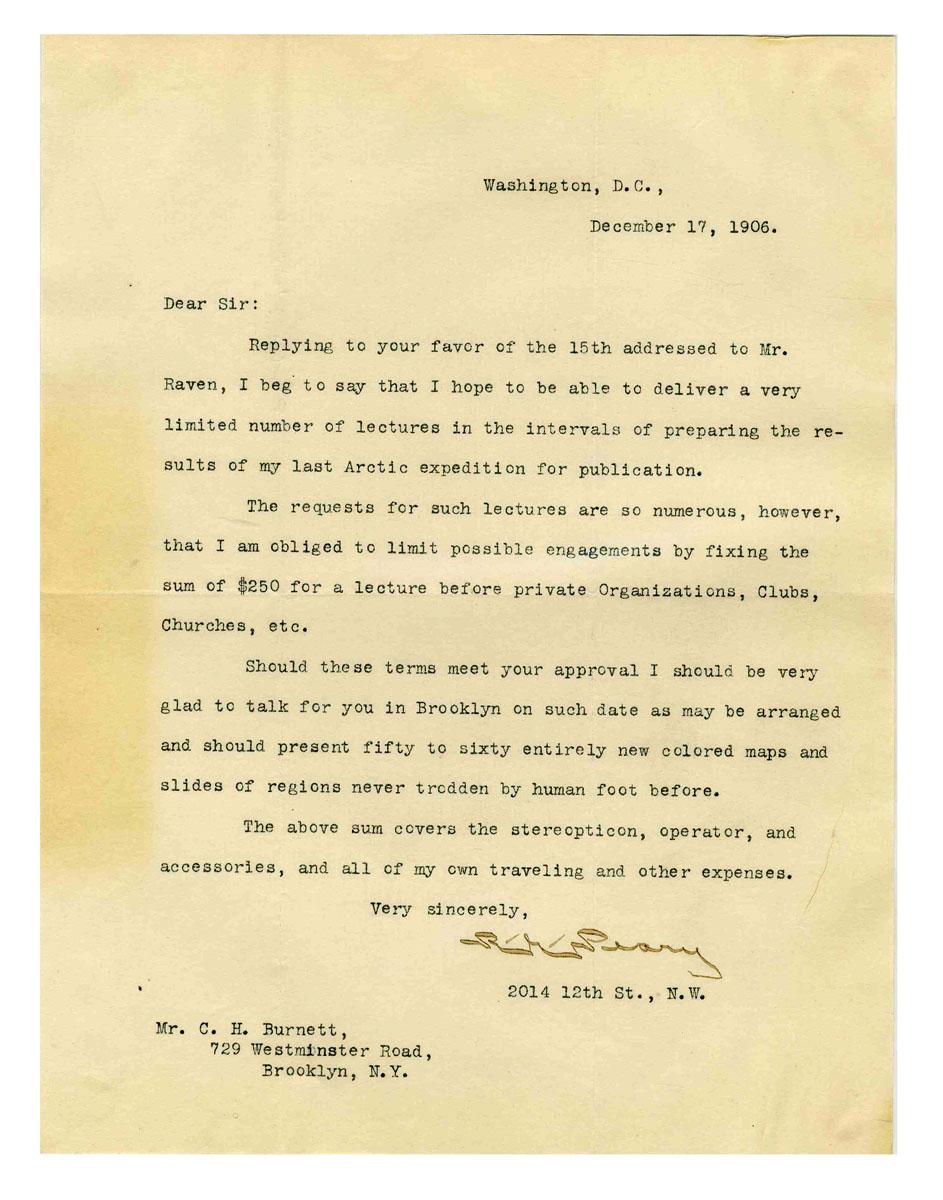 Washington, D.C.,
December 17, 1906.
Dear Sir:
Replying to your favor of the 15th addressed to Mr.
Raven, I beg to say that I hope to be able to deliver a very
limited number of lectures in the intervals of preparing the re-
sults of my last Arctic expedition for publication.
The requests for such lectures are so numerous, however,
that I am obliged to limit possible engagements by fixing the
sum of $250 for a lecture before private Organizations, Clubs,
Churches, etc.
Should these terms meet your approval I should be very
glad to talk for you in Brooklyn on such date as may be arranged
and should present fifty to sixty entirely new colored maps and
slides of regions never trodden by human foot before.
The above sum covers the stereopticon, operator, and
accessories, and all of my own traveling and other expenses.
Very sincerely,
R. E. Peary
2014 12th St., N.W.
Mr. C. H. Burnett,
729 Westminster Road,
Brooklyn, N.Y.